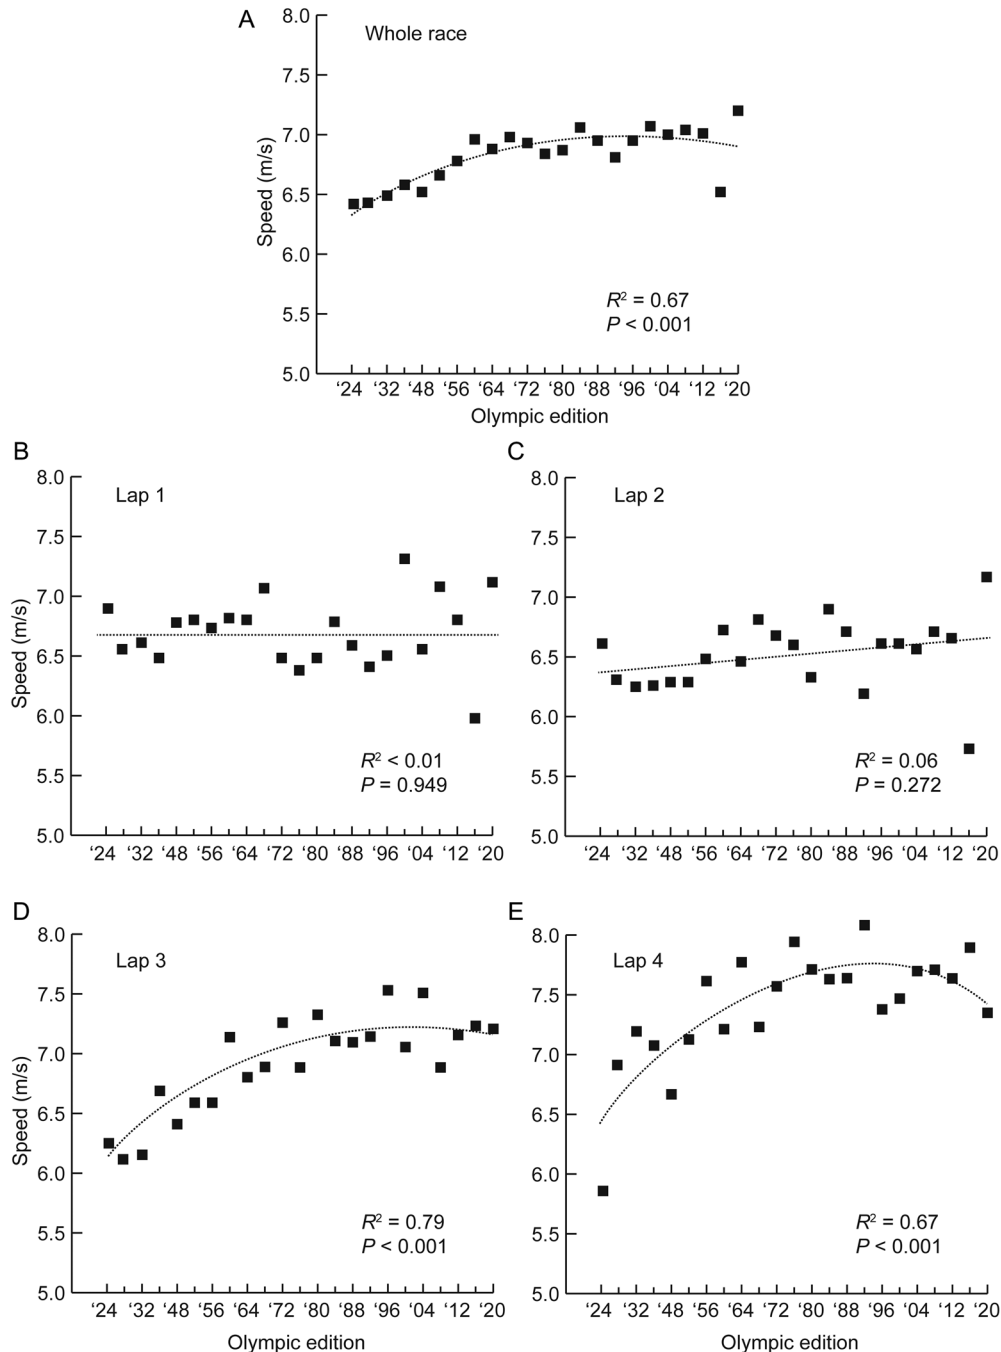 A
Whole race
8.0
7.5
7.0
6.5
6.0
5.5
5.0
Speed (m/s)
R² = 0.67
P < 0.001
‘24 ‘32 ‘48 ‘56 ‘64 ‘72 ‘80 ‘88 ‘96 ‘04 ‘12 ‘20
Olympic edition
B
Lap 1
8.0
7.5
7.0
6.5
6.0
5.5
5.0
Speed (m/s)
R² < 0.01
P = 0.949
‘24 ‘32 ‘48 ‘56 ‘64 ‘72 ‘80 ‘88 ‘96 ‘04 ‘12 ‘20
C
Lap 2
8.0
7.5
7.0
6.5
6.0
5.5
5.0
R² = 0.06
P = 0.272
‘24 ‘32 ‘48 ‘56 ‘64 ‘72 ‘80 ‘88 ‘96 ‘04 ‘12 ‘20
D
Lap 3
8.0
7.5
7.0
6.5
6.0
5.5
5.0
Speed (m/s)
R² = 0.79
P < 0.001
‘24 ‘32 ‘48 ‘56 ‘64 ‘72 ‘80 ‘88 ‘96 ‘04 ‘12 ‘20
Olympic edition
E
Lap 4
8.0
7.5
7.0
6.5
6.0
5.5
5.0
R² = 0.67
P < 0.001
‘24 ‘32 ‘48 ‘56 ‘64 ‘72 ‘80 ‘88 ‘96 ‘04 ‘12 ‘20
Olympic edition